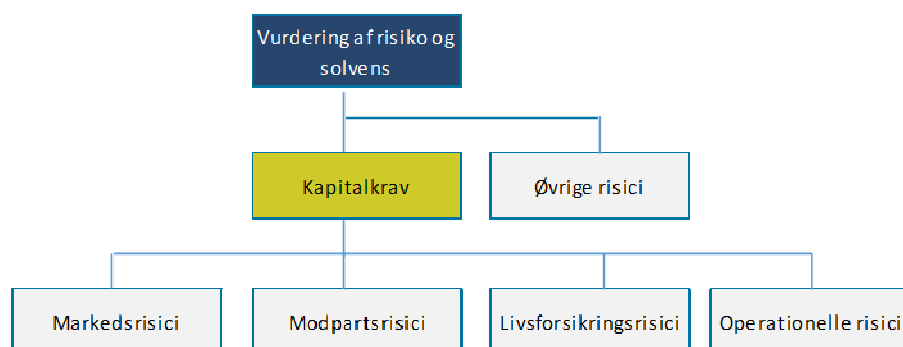 Vurdering af risiko og
solvens
Kapitalkrav
Øvrige risici
Markedsrisici
Modpartsrisici
Livsforsikringsrisici
Operationelle risici